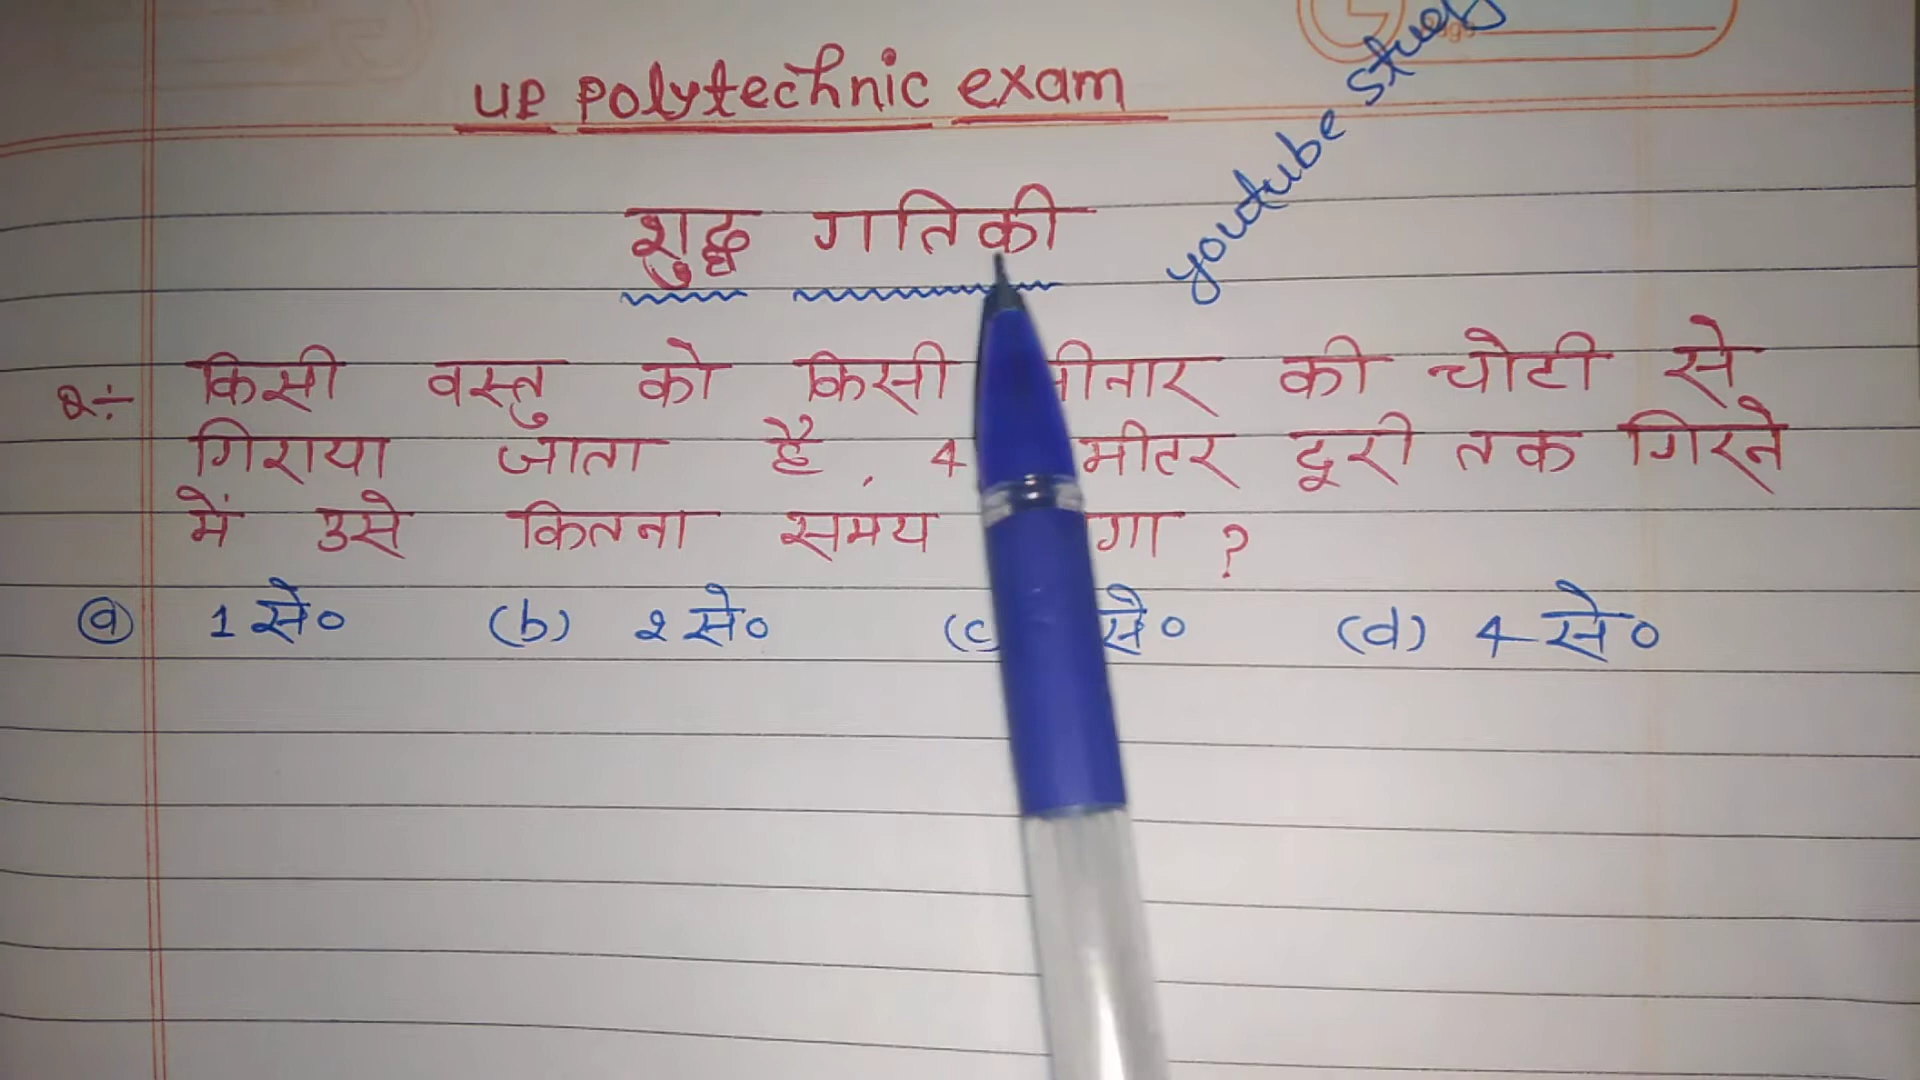 UP polytechnic exam
youtube
शुद्ध गतिकी
Q÷ किसी वस्तु को किसी की चोटी से
गिराया जाता है, 4 मीटर दूरी तक गिरने
में उसे कितना समय ?
(a) 1 से० (b) 2 से० (c से० (d) 4 से०